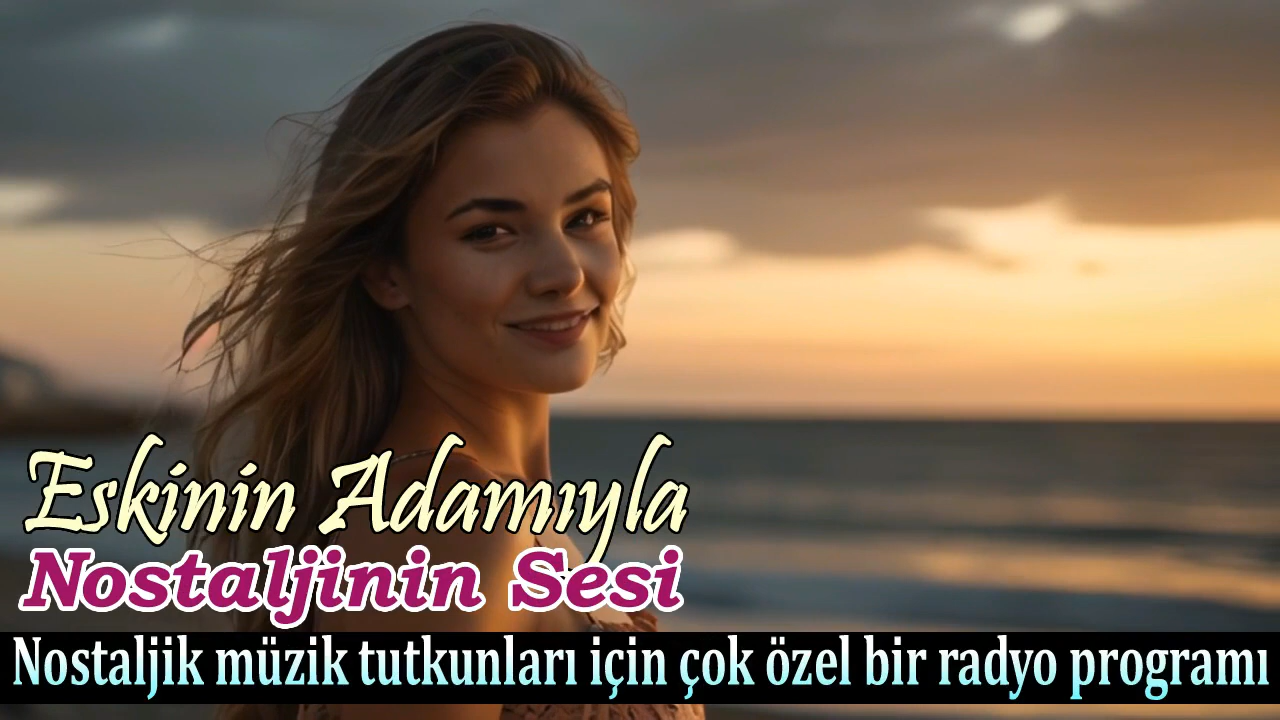 Eskinin Adamıyla
Nostaljinin Sesi
Nostaljik müzik tutkunları için çok özel bir radyo programı